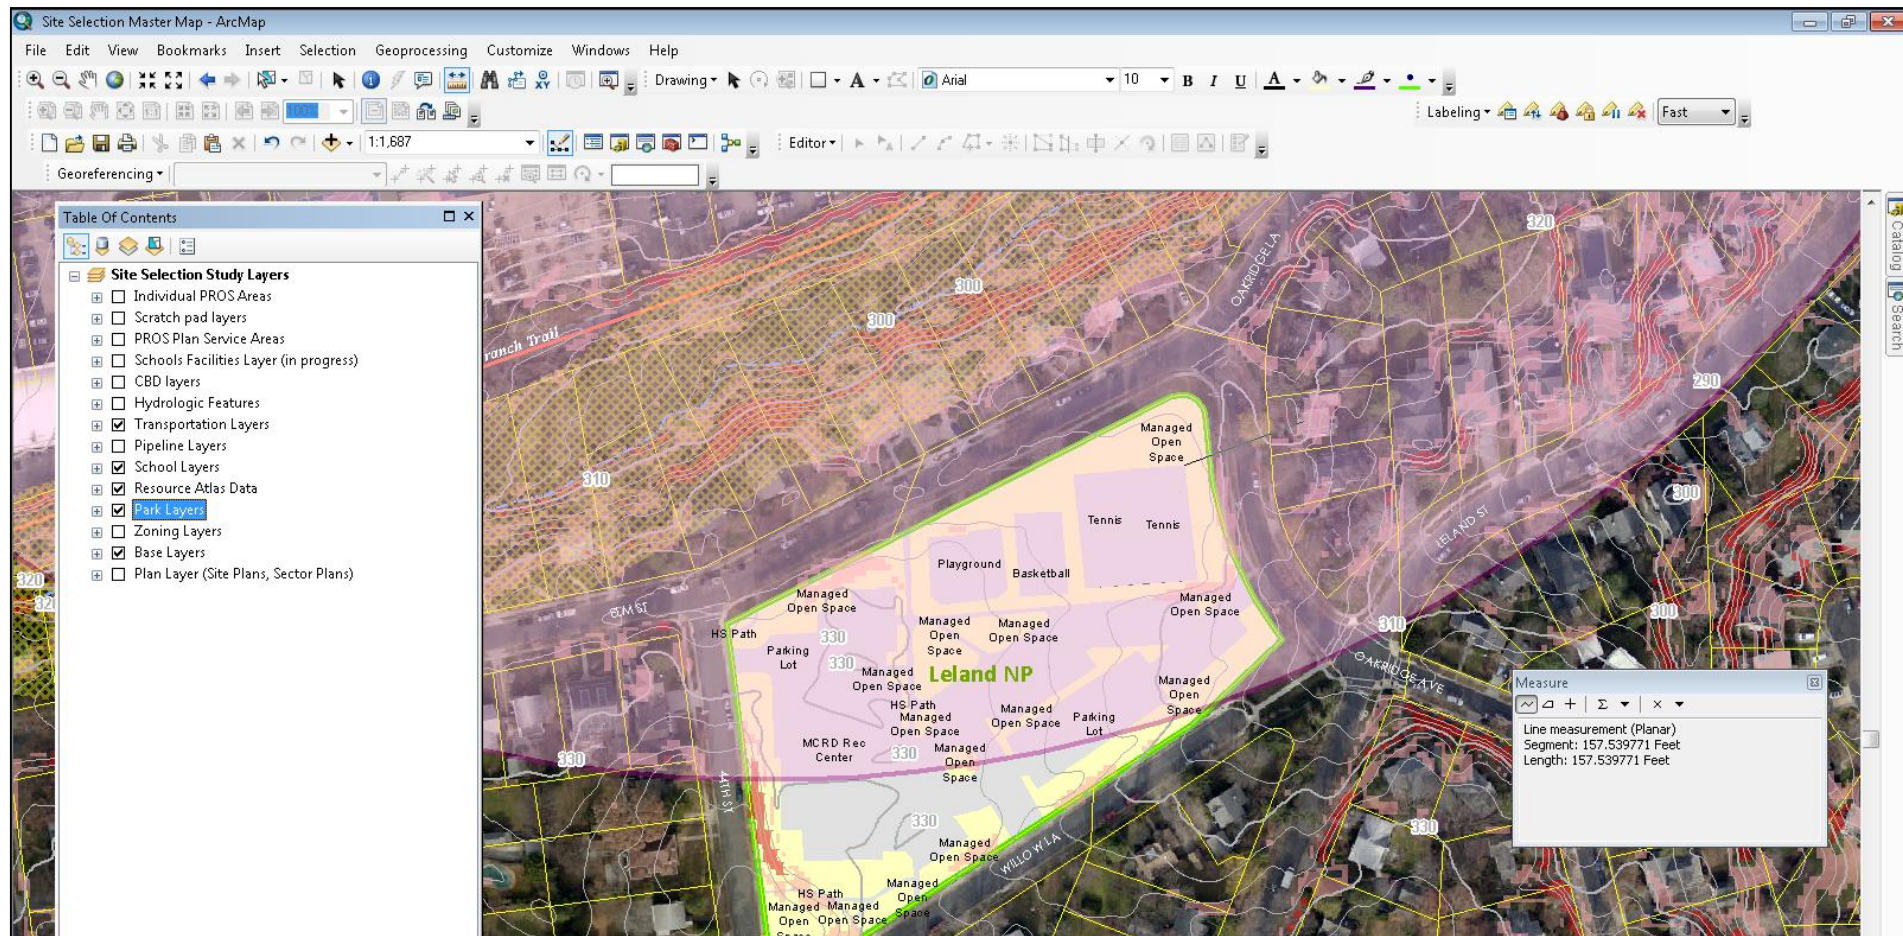 Site Selection Master Map - ArcMap
File Edit View Bookmarks Insert Selection Geoprocessing Customize Windows Help
Drawing
A
Arial
10
B I U A
100%
Labeling
Fast
1:1,687
Editor
Georeferencing
Table Of Contents
Site Selection Study Layers
Individual PROS Areas
Scratch pad layers
PROS Plan Service Areas
Schools Facilities Layer (in progress)
CBD layers
Hydrologic Features
Transportation Layers
Pipeline Layers
School Layers
Resource Atlas Data
Park Layers
Zoning Layers
Base Layers
Plan Layer (Site Plans, Sector Plans)
Catalog
Search
320
OAKRIDGE LA
300
300
ranch Trail
290
310
Managed
Open
Space
300
Tennis
Tennis
LELAND ST
Playground
Basketball
320
Managed
Open Space
Managed
Open Space
300
ELM ST
HS Path
330
Managed
Open
Space
Managed
Open Space
310
Parking
Lot
330
Managed
Open Space
Leland NP
OAKRIDGE AVE
Managed
Open
Space
HS Path
Managed
Open Space
Managed
Open Space
Parking
Lot
MCRD Rec
Center
330
Managed
Open
Space
330
44TH ST
330
330
Managed
Open Space
WILLOW LA
HS Path
Managed
Open
Space
Managed
Open Space
Managed
Open
Space
Measure
Line measurement (Planar)
Segment: 157.539771 Feet
Length: 157.539771 Feet